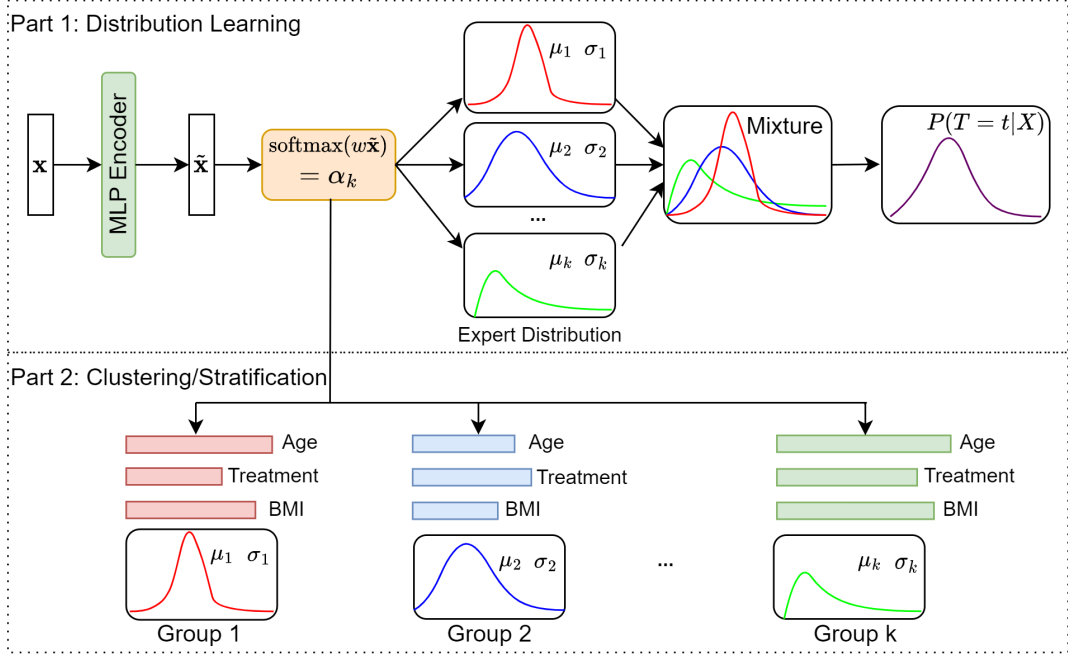 Part 1: Distribution Learning
x
MLP Encoder
x̃
softmax(wx̃)
= αₖ
μ₁ σ₁
μ₂ σ₂
...
μₖ σₖ
Expert Distribution
Mixture
P(T = t|X)
Part 2: Clustering/Stratification
Age
Treatment
BMI
μ₁ σ₁
Group 1
Age
Treatment
BMI
μ₂ σ₂
Group 2
...
Age
Treatment
BMI
μₖ σₖ
Group k